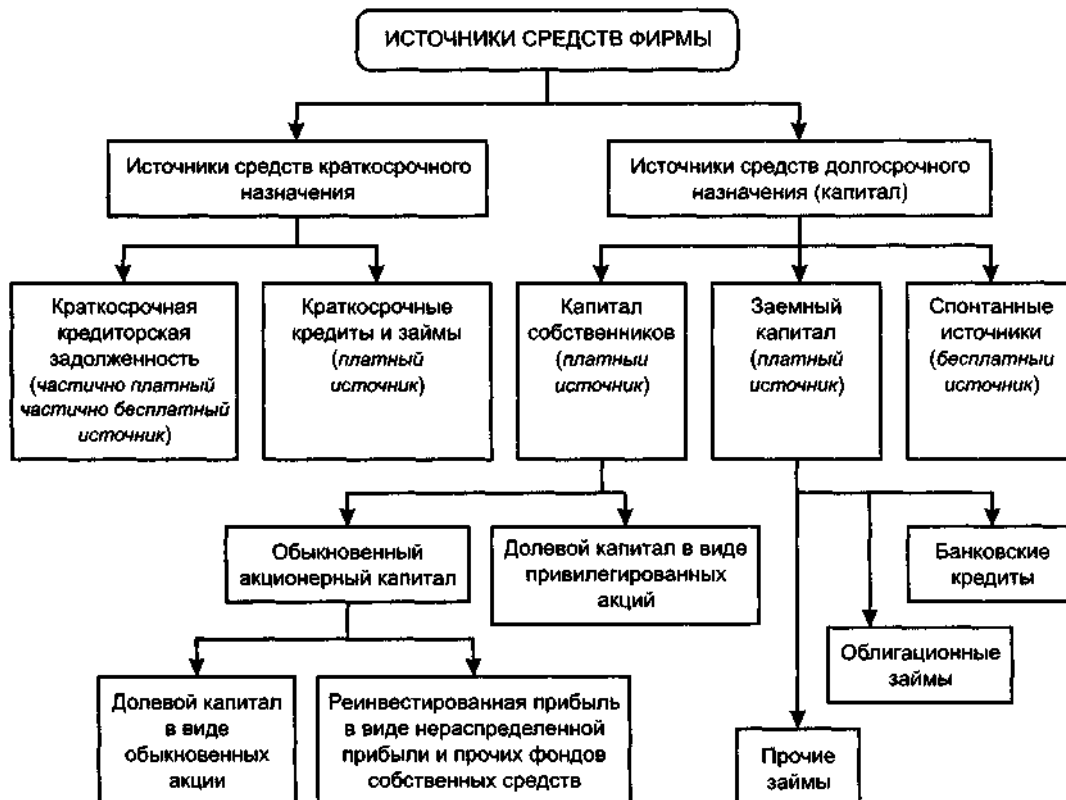 ИСТОЧНИКИ СРЕДСТВ ФИРМЫ
Источники средств краткосрочного
назначения
Источники средств долгосрочного
назначения (капитал)
Краткосрочная
кредиторская
задолженность
(частично платный
частично бесплатный
источник)
Краткосрочные
кредиты и займы
(платный
источник)
Капитал
собственников
(платныи
источник)
Заемный
капитал
(платный
источник)
Спонтанные
источники
(бесплатныи
источник)
Обыкновенный
акционерный капитал
Долевой капитал в виде
привилегированных
акций
Банковские
кредиты
Облигационные
займы
Долевой капитал
в виде
обыкновенных
акции
Реинвестированная прибыль
в виде нераспределенной
прибыли и прочих фондов
собственных средств
Прочие
займы